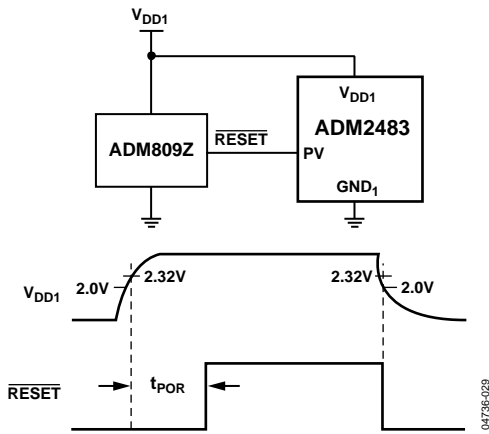 VDD1
VDD1
ADM2483
ADM809Z
RESET
PV
GND1
VDD1
2.0V
2.32V
2.32V
2.0V
RESET
tPOR
04736-029